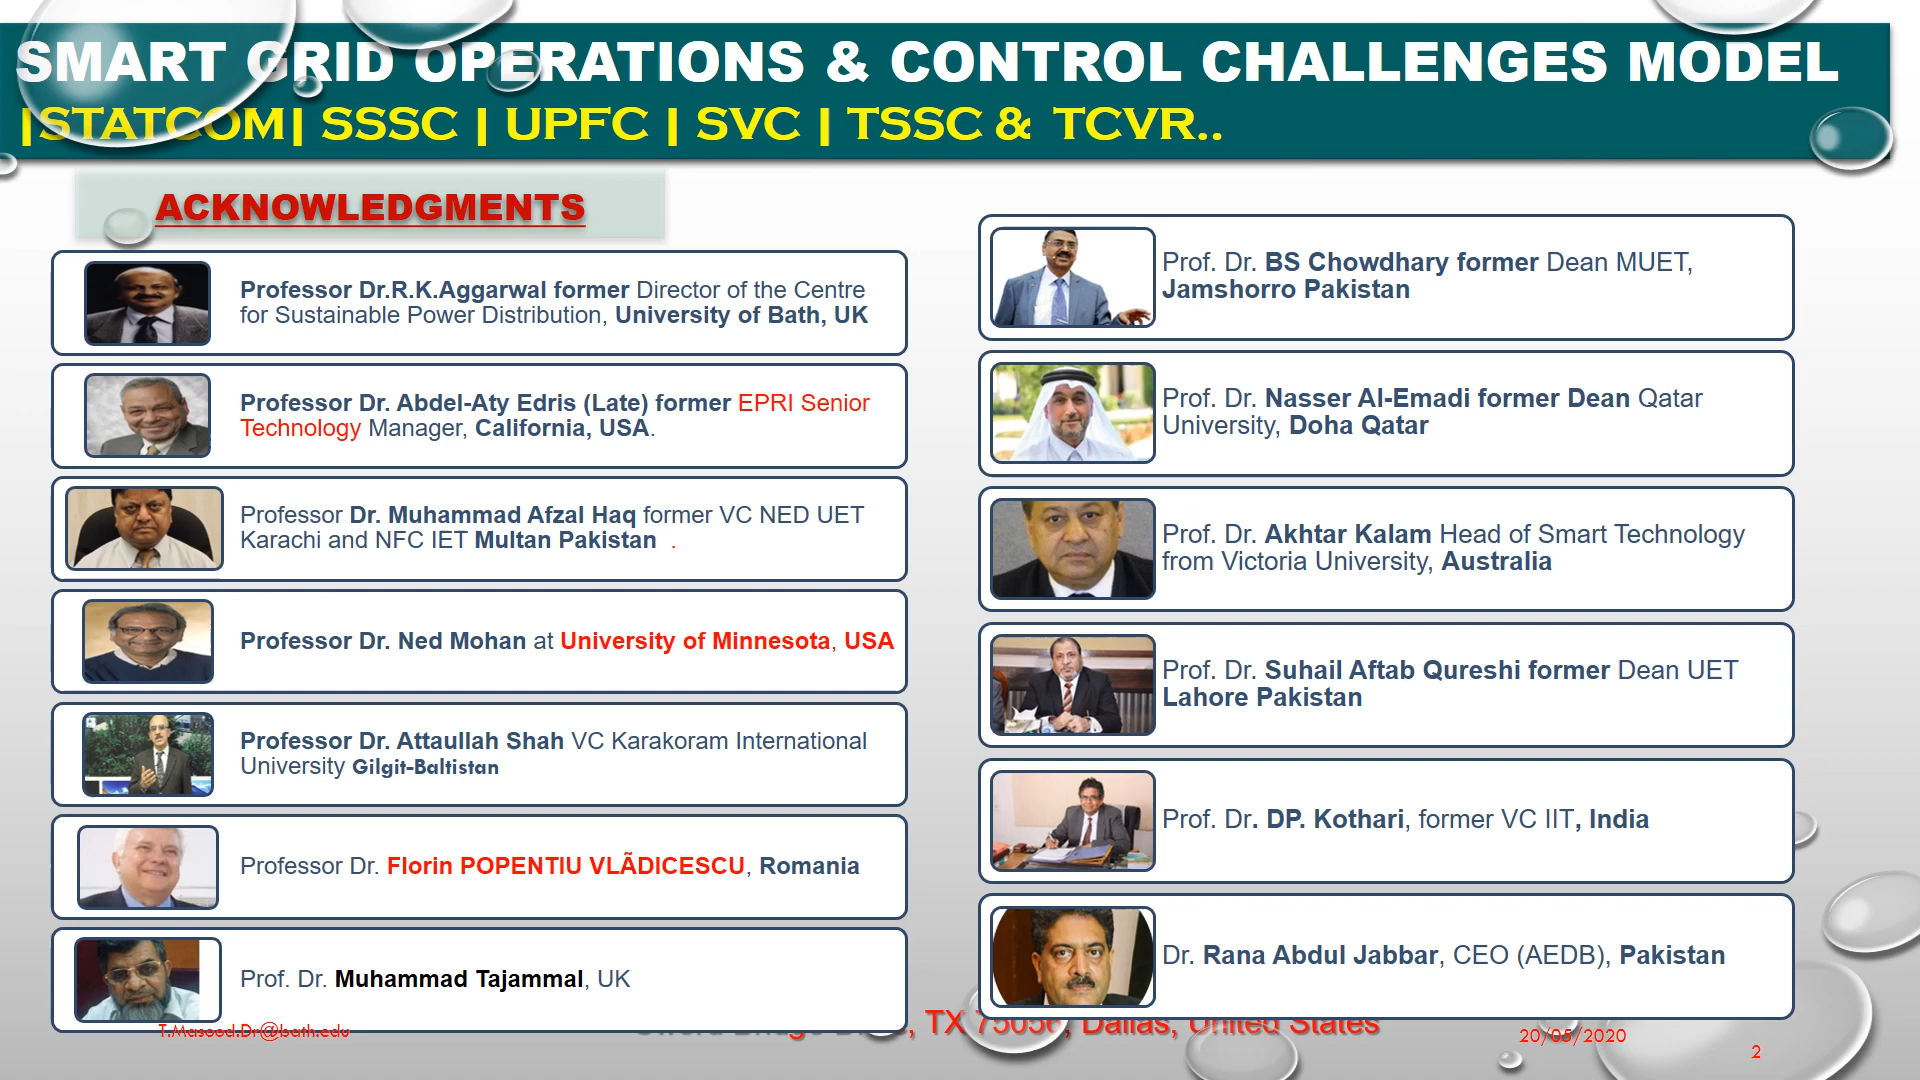 SMART GRID OPERATIONS & CONTROL CHALLENGES MODEL
|STATCOM| SSSC | UPFC | SVC | TSSC & TCVR..
ACKNOWLEDGMENTS
Professor Dr.R.K.Aggarwal former Director of the Centre
for Sustainable Power Distribution, University of Bath, UK
Professor Dr. Abdel-Aty Edris (Late) former EPRI Senior
Technology Manager, California, USA.
Professor Dr. Muhammad Afzal Haq former VC NED UET
Karachi and NFC IET Multan Pakistan .
Professor Dr. Ned Mohan at University of Minnesota, USA
Professor Dr. Attaullah Shah VC Karakoram International
University Gilgit-Baltistan
Professor Dr. Florin POPENTIU VLÃDICESCU, Romania
Prof. Dr. Muhammad Tajammal, UK
Prof. Dr. BS Chowdhary former Dean MUET,
Jamshorro Pakistan
Prof. Dr. Nasser Al-Emadi former Dean Qatar
University, Doha Qatar
Prof. Dr. Akhtar Kalam Head of Smart Technology
from Victoria University, Australia
Prof. Dr. Suhail Aftab Qureshi former Dean UET
Lahore Pakistan
Prof. Dr. DP. Kothari, former VC IIT, India
Dr. Rana Abdul Jabbar, CEO (AEDB), Pakistan
T.Masood.Dr@bath.edu
, TX 75056, Dallas, United States
20/05/2020
2